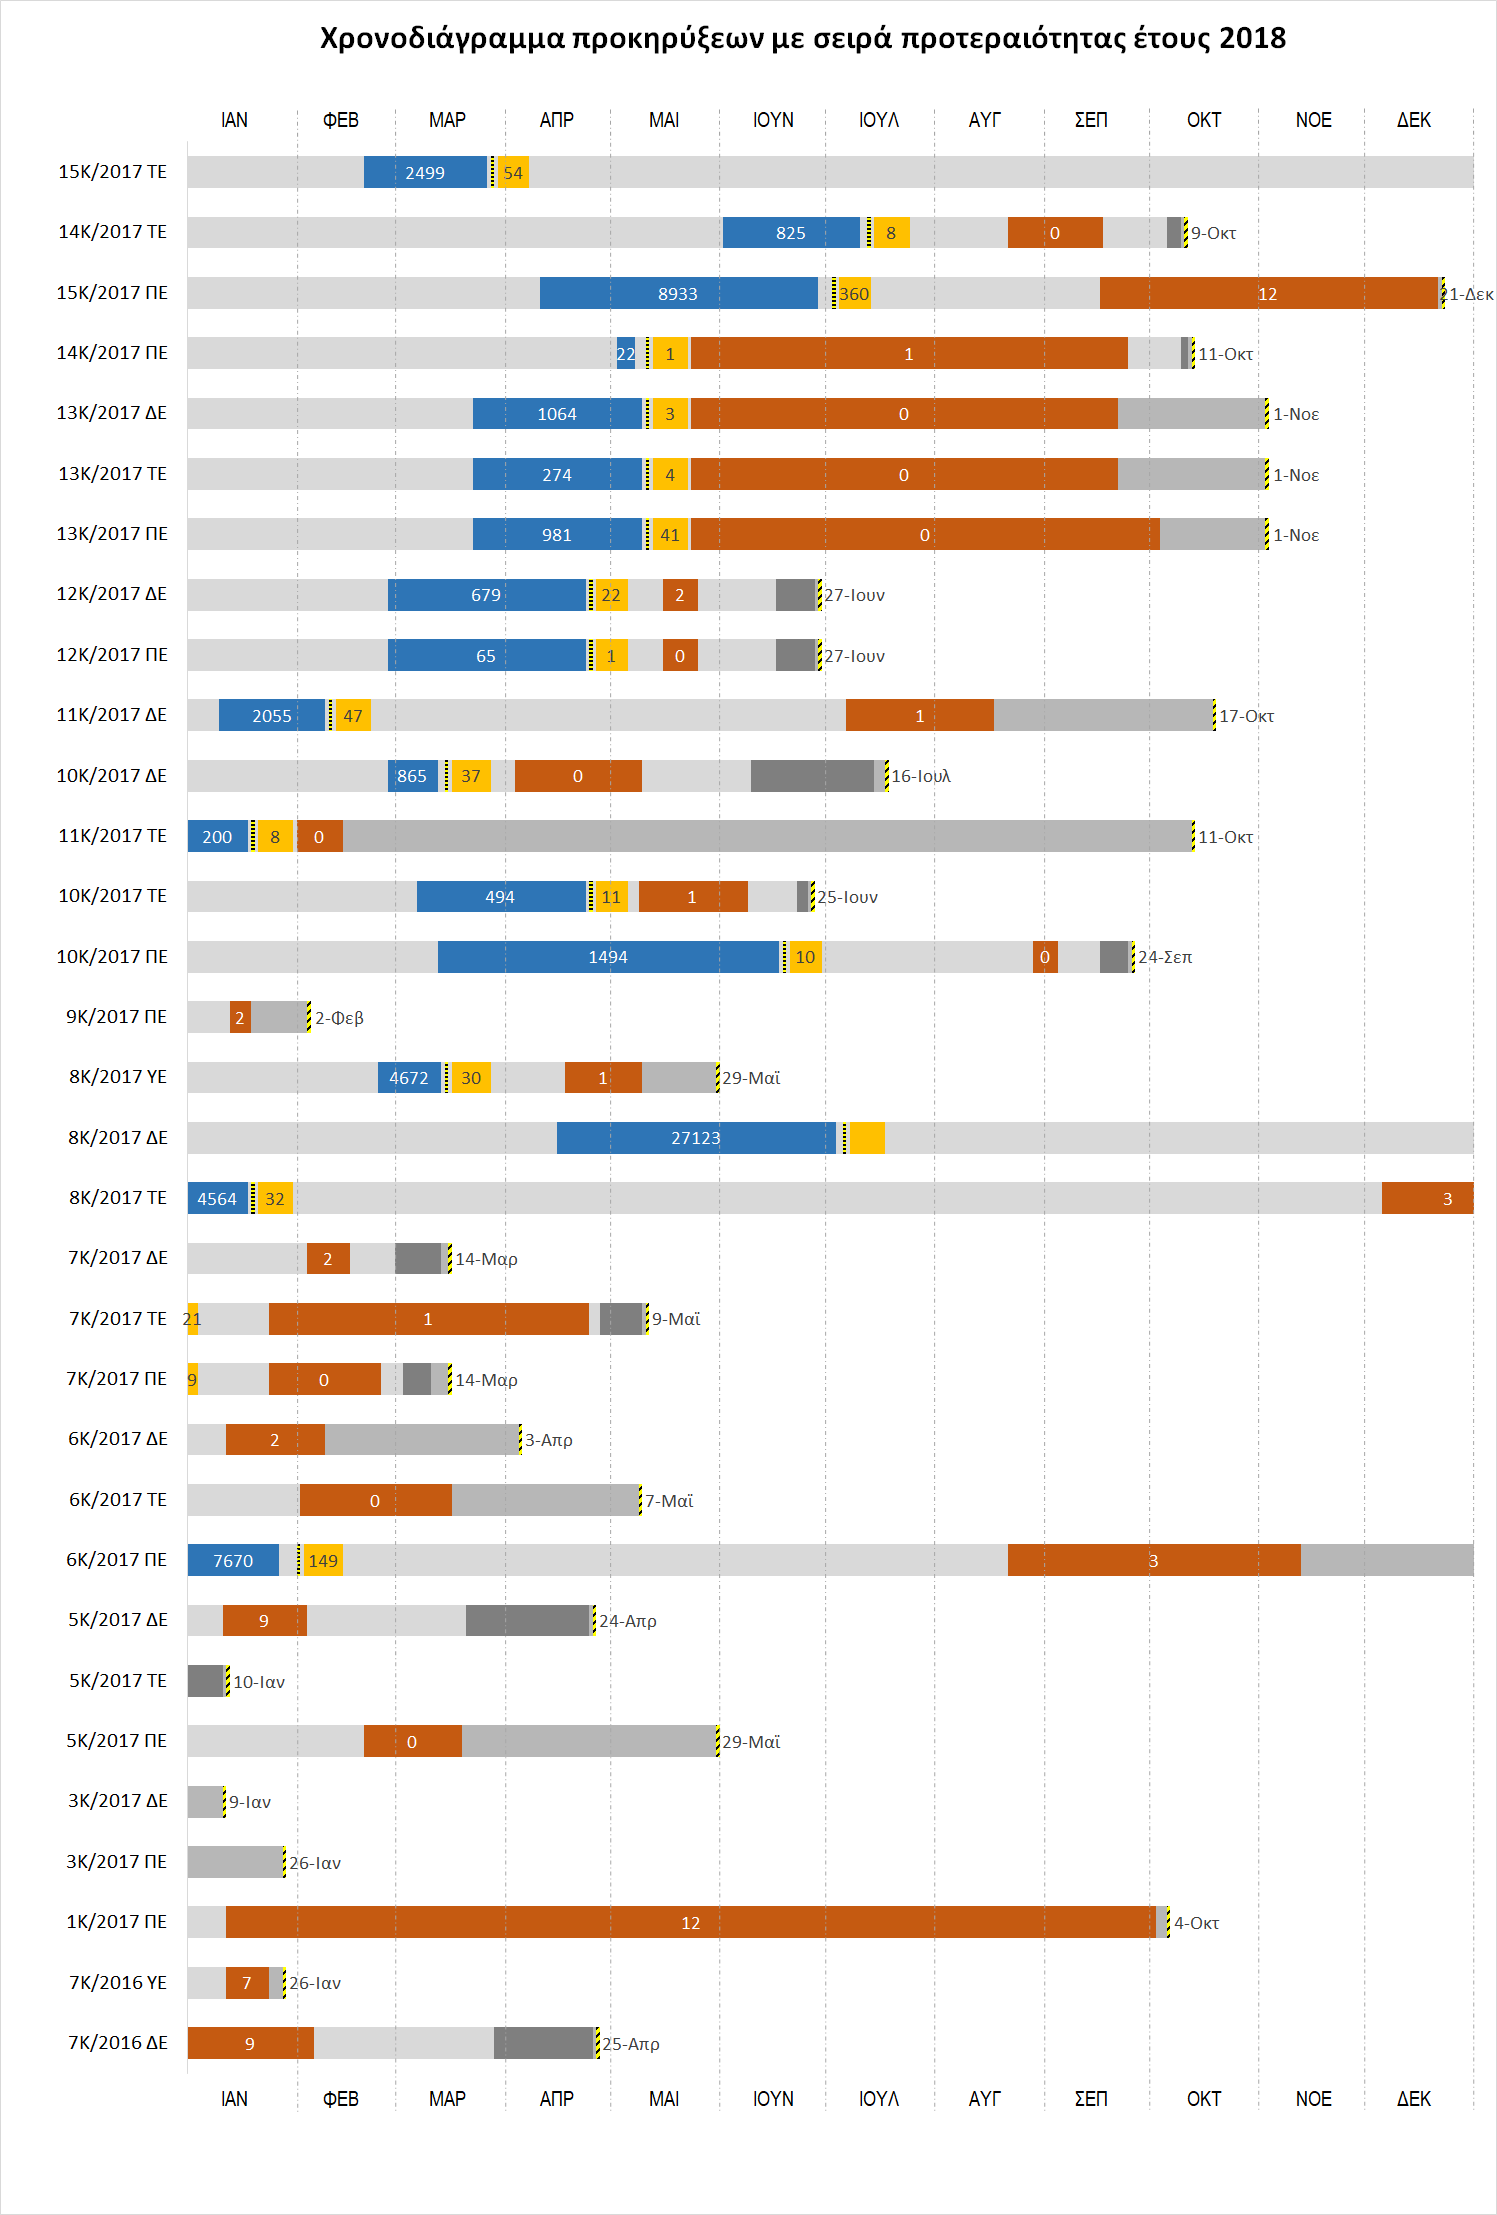 Χρονοδιάγραμμα προκηρύξεων με σειρά προτεραιότητας έτους 2018
ΙΑΝ ΦΕΒ ΜΑΡ ΑΠΡ ΜΑΙ ΙΟΥΝ ΙΟΥΛ ΑΥΓ ΣΕΠ ΟΚΤ ΝΟΕ ΔΕΚ
15Κ/2017 ΤΕ 2499 54
14Κ/2017 ΤΕ 825 8 0 9-Οκτ
15Κ/2017 ΠΕ 8933 360 12 21-Δεκ
14Κ/2017 ΠΕ 22 1 1 11-Οκτ
13Κ/2017 ΔΕ 1064 3 0 1-Νοε
13Κ/2017 ΤΕ 274 4 0 1-Νοε
13Κ/2017 ΠΕ 981 41 0 1-Νοε
12Κ/2017 ΔΕ 679 22 2 27-Ιουν
12Κ/2017 ΠΕ 65 1 0 27-Ιουν
11Κ/2017 ΔΕ 2055 47 1 17-Οκτ
10Κ/2017 ΔΕ 865 37 0 16-Ιουλ
11Κ/2017 ΤΕ 200 8 0 11-Οκτ
10Κ/2017 ΤΕ 494 11 1 25-Ιουν
10Κ/2017 ΠΕ 1494 10 0 24-Σεπ
9Κ/2017 ΠΕ 2 2-Φεβ
8Κ/2017 ΥΕ 4672 30 1 29-Μαϊ
8Κ/2017 ΔΕ 27123
8Κ/2017 ΤΕ 4564 32 3
7Κ/2017 ΔΕ 2 14-Μαρ
7Κ/2017 ΤΕ 21 1 9-Μαϊ
7Κ/2017 ΠΕ 9 0 14-Μαρ
6Κ/2017 ΔΕ 2 3-Απρ
6Κ/2017 ΤΕ 0 7-Μαϊ
6Κ/2017 ΠΕ 7670 149 3
5Κ/2017 ΔΕ 9 24-Απρ
5Κ/2017 ΤΕ 10-Ιαν
5Κ/2017 ΠΕ 0 29-Μαϊ
3Κ/2017 ΔΕ 9-Ιαν
3Κ/2017 ΠΕ 26-Ιαν
1Κ/2017 ΠΕ 12 4-Οκτ
7Κ/2016 ΥΕ 7 26-Ιαν
7Κ/2016 ΔΕ 9 25-Απρ
ΙΑΝ ΦΕΒ ΜΑΡ ΑΠΡ ΜΑΙ ΙΟΥΝ ΙΟΥΛ ΑΥΓ ΣΕΠ ΟΚΤ ΝΟΕ ΔΕΚ